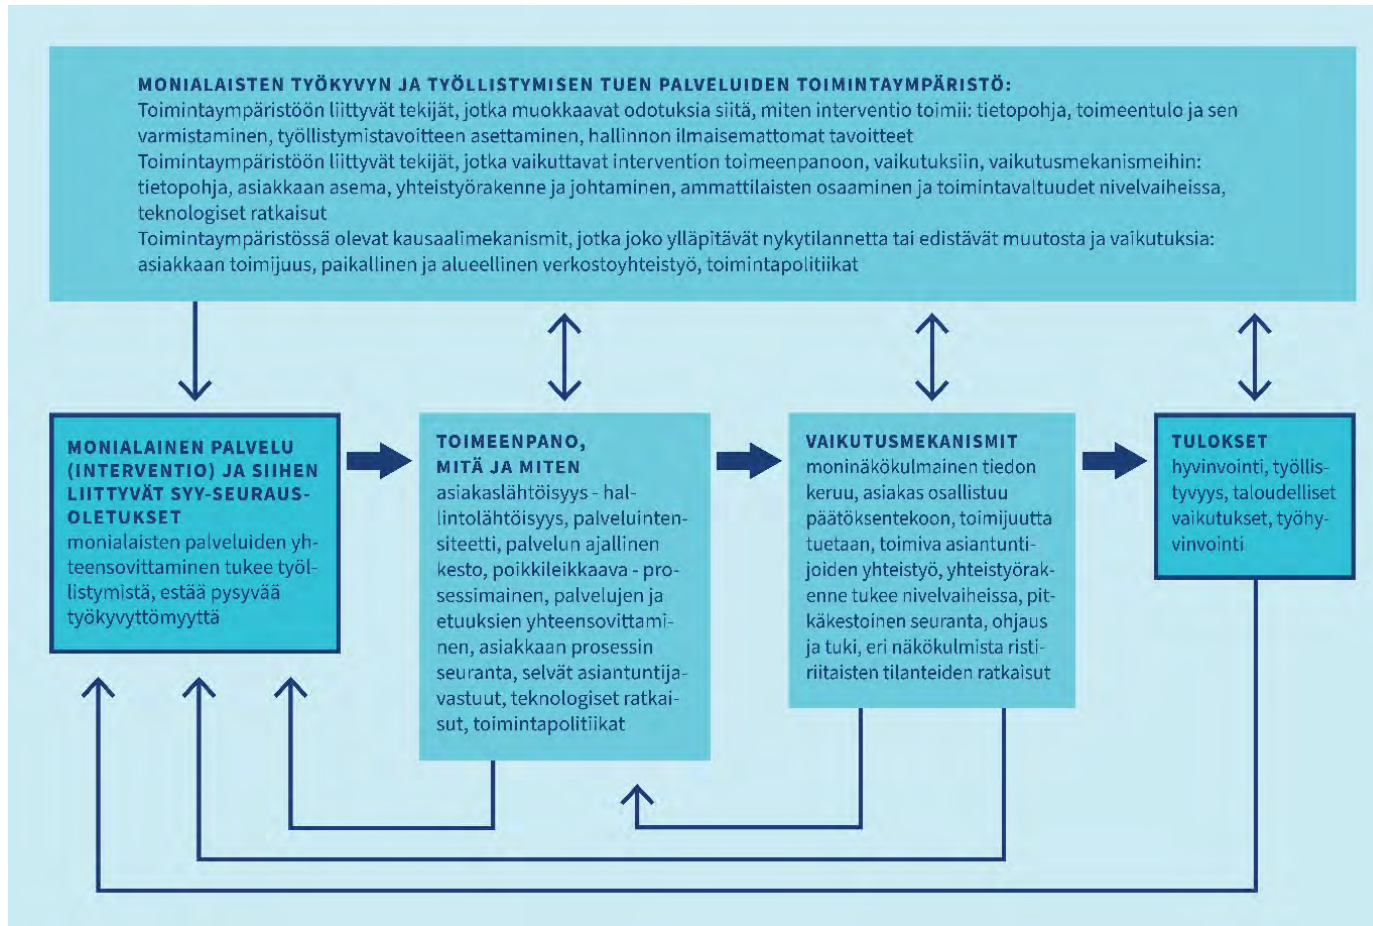 MONIALAISTEN TYÖKYVYN JA TYÖLLISTYMISEN TUEN PALVELUIDEN TOIMINTAYMPÄRISTÖ:
Toimintaympäristöön liittyvät tekijät, jotka muokkaavat odotuksia siitä, miten interventio toimii: tietopohja, toimeentulo ja sen
varmistaminen, työllistymistavoitteen asettaminen, hallinnon ilmaisemattomat tavoitteet
Toimintaympäristöön liittyvät tekijät, jotka vaikuttavat intervention toimeenpanoon, vaikutuksiin, vaikutusmekanismeihin:
tietopohja, asiakkaan asema, yhteistyörakenne ja johtaminen, ammattilaisten osaaminen ja toimintavaltuudet nivelvaiheissa,
teknologiset ratkaisut
Toimintaympäristössä olevat kausaalimekanismit, jotka joko ylläpitävät nykytilannetta tai edistävät muutosta ja vaikutuksia:
asiakkaan toimijuus, paikallinen ja alueellinen verkostoyhteistyö, toimintapolitiikat
MONIALAINEN PALVELU
(INTERVENTIO) JA SIIHEN
LIITTYVÄT SYY-SEURAUS-
OLETUKSET
monialaisten palveluiden yh-
teensovittaminen tukee työl-
listymistä, estää pysyvää
työkyvyttömyyttä
TOIMEENPANO,
MITÄ JA MITEN
asiakaslähtöisyys - hal-
lintolähtöisyys, palveluinten-
siteetti, palvelun ajallinen
kesto, poikkileikkaava - pro-
sessimainen, palvelujen ja
etuuksien yhteensovittami-
nen, asiakkaan prosessin
seuranta, selvät asiantuntija-
vastuut, teknologiset ratkai-
sut, toimintapolitiikat
VAIKUTUSMEKANISMIT
moninäkökulmainen tiedon
keruu, asiakas osallistuu
päätöksentekoon, toimijuutta
tuetaan, toimiva asiantunti-
joiden yhteistyö, yhteistyörak-
enne tukee nivelvaiheissa, pit-
käkestoinen seuranta, ohjaus
ja tuki, eri näkökulmista risti-
riitaisten tilanteiden ratkaisut
TULOKSET
hyvinvointi, työllis-
tyvyys, taloudelliset
vaikutukset, työhy-
vinvointi